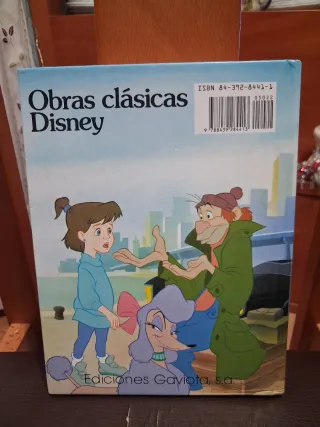 ISBN 84-392-8441-1
Obras clásicas
Disney
Ediciones Gaviota, s.a.